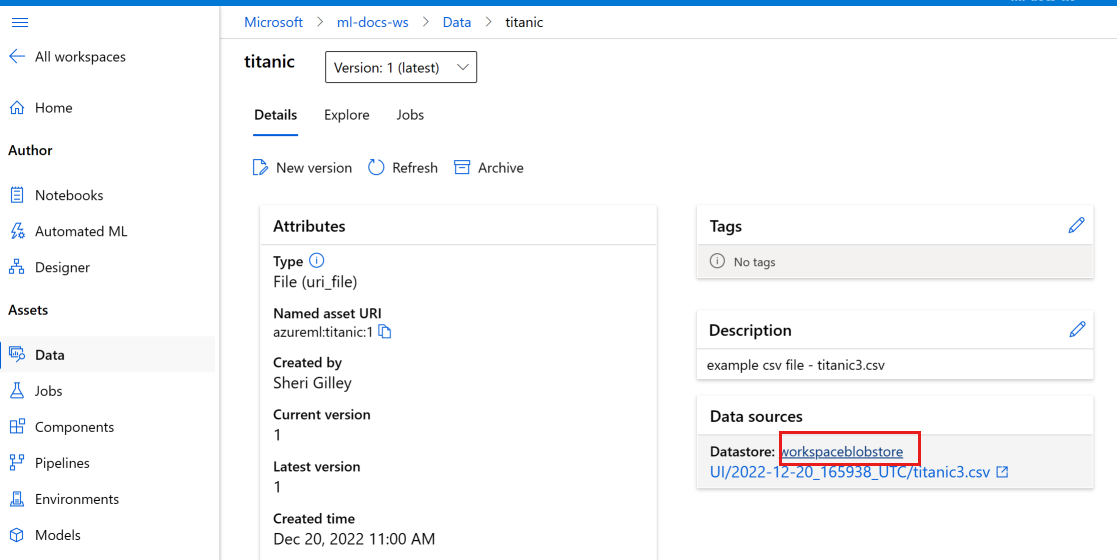 Microsoft > ml-docs-ws > Data > titanic
All workspaces
Home
Author
Notebooks
Automated ML
Designer
Assets
Data
Jobs
Components
Pipelines
Environments
Models
titanic
Version: 1 (latest)
Details Explore Jobs
New version Refresh Archive
Attributes
Type
File (uri_file)
Named asset URI
azureml:titanic:1
Created by
Sheri Gilley
Current version
1
Latest version
1
Created time
Dec 20, 2022 11:00 AM
Tags
No tags
Description
example csv file - titanic3.csv
Data sources
Datastore: workspaceblobstore
UI/2022-12-20_165938_UTC/titanic3.csv